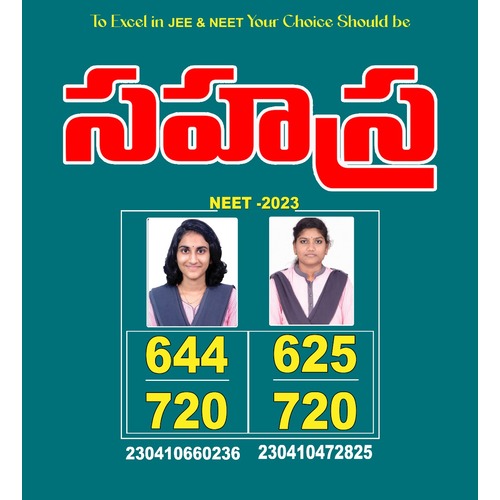 To Excel in JEE & NEET Your Choice Should be
సహస్ర
NEET -2023
644 625
720 720
230410660236 230410472825